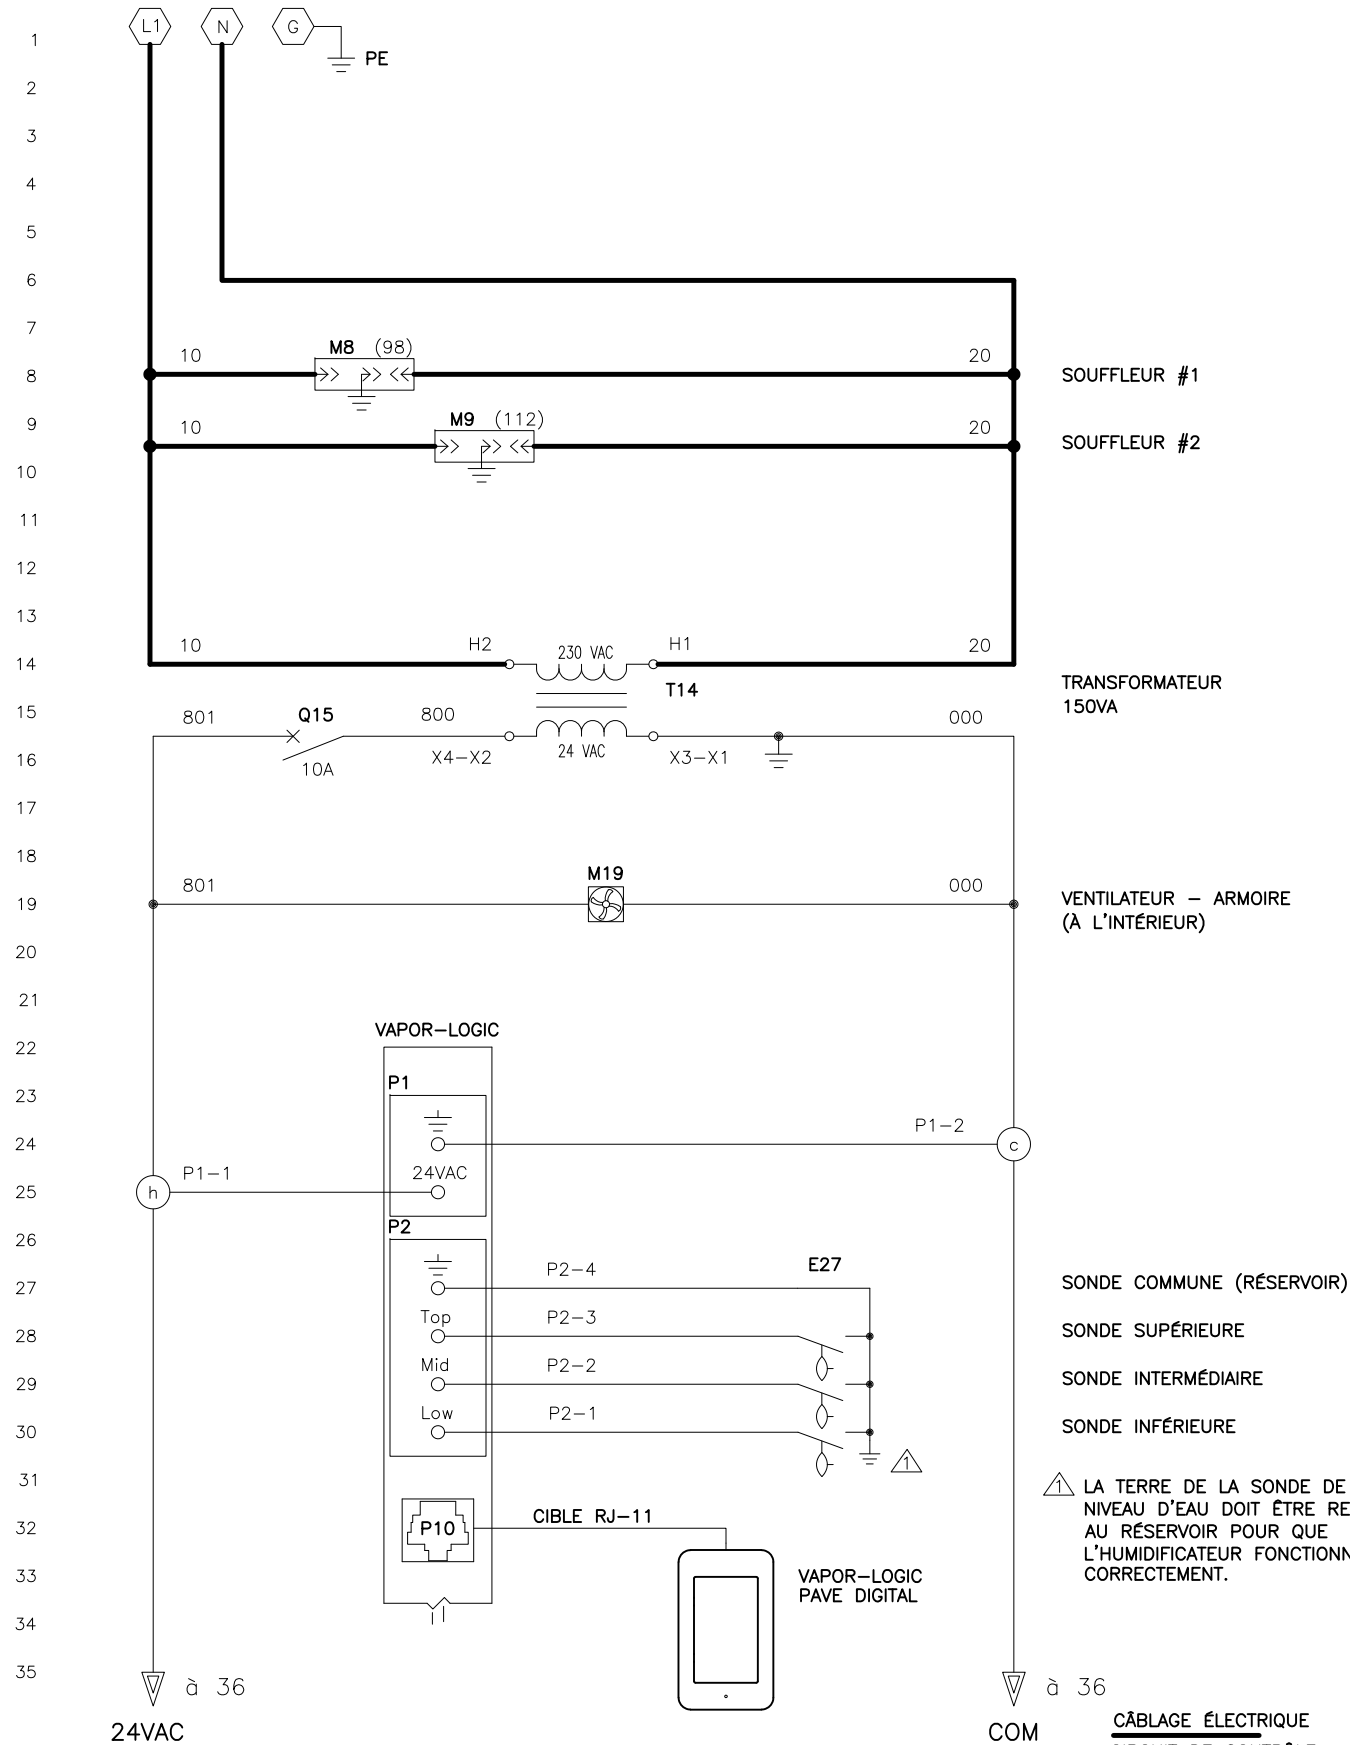 L1 N G
1
PE
2
3
4
5
6
7
10 M8 (98) 20
8 SOUFFLEUR #1
9
10 M9 (112) 20
SOUFFLEUR #2
10
11
12
13
10 H2 230 VAC H1 20
14
T14
TRANSFORMATEUR
150VA
15
801 Q15 800 000
10A X4-X2 24 VAC X3-X1
16
17
18
M19
801 000
19 VENTILATEUR - ARMOIRE
(À L'INTÉRIEUR)
20
21
VAPOR-LOGIC
22
23 P1
P1-2
24 c
P1-1 24VAC
25 h
26 P2
P2-4 E27
27 SONDE COMMUNE (RÉSERVOIR)
Top P2-3
28 SONDE SUPÉRIEURE
Mid P2-2
29 SONDE INTERMÉDIAIRE
Low P2-1
30 SONDE INFÉRIEURE
1
31
1 LA TERRE DE LA SONDE DE
NIVEAU D'EAU DOIT ÊTRE RE
AU RÉSERVOIR POUR QUE
L'HUMIDIFICATEUR FONCTIONN
CORRECTEMENT.
CIBLE RJ-11
32 P10
33
VAPOR-LOGIC
PAVE DIGITAL
34
35
à 36 à 36
24VAC COM
CÂBLAGE ÉLECTRIQUE